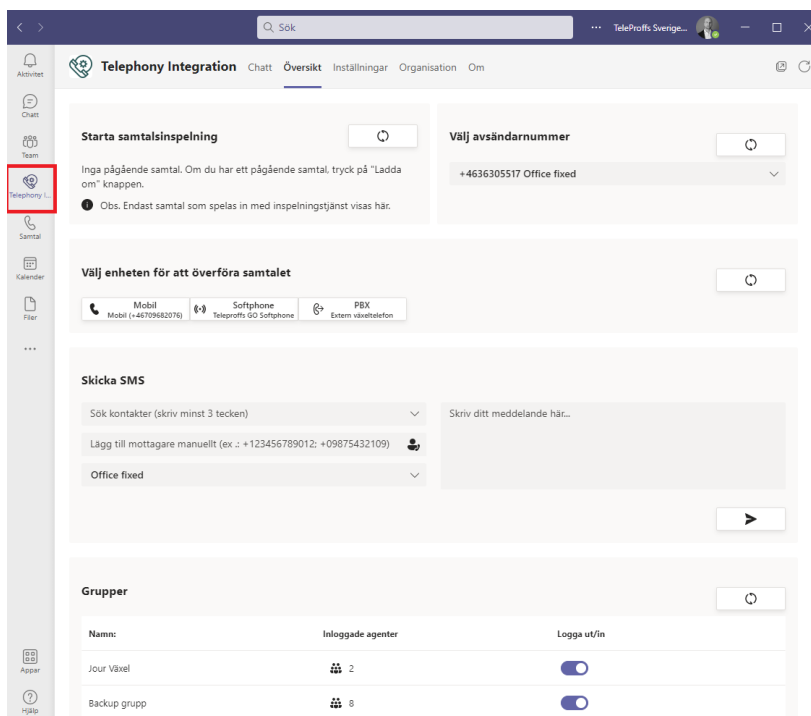 Sök
TeleProffs Sverige...
Telephony Integration Chatt Översikt Inställningar Organisation Om
Aktivitet
Chatt
Team
Telephony I...
Samtal
Kalender
Filer
Appar
Hjälp
Starta samtalsinspelning
Inga pågående samtal. Om du har ett pågående samtal, tryck på "Ladda
om" knappen.
Obs. Endast samtal som spelas in med inspelningstjänst visas här.
Välj avsändarnummer
+4636305517 Office fixed
Välj enheten för att överföra samtalet
Mobil
Mobil (+46709682076)
Softphone
Teleproffs GO Softphone
PBX
Extern växeltelefon
Skicka SMS
Sök kontakter (skriv minst 3 tecken)
Lägg till mottagare manuellt (ex .: +123456789012; +09875432109)
Office fixed
Skriv ditt meddelande här...
Grupper
Namn: Inloggade agenter Logga ut/in
Jour Växel 2
Backup grupp 8